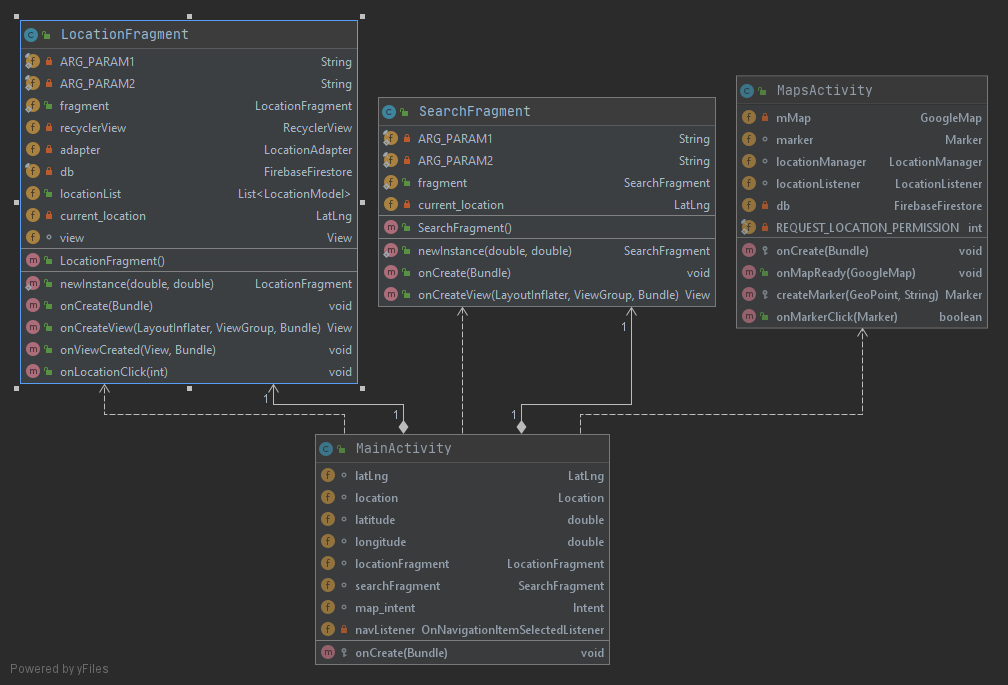 LocationFragment
ARG_PARAM1 String
ARG_PARAM2 String
fragment LocationFragment
recyclerView RecyclerView
adapter LocationAdapter
db FirebaseFirestore
locationList List<LocationModel>
current_location LatLng
view View
LocationFragment()
newInstance(double, double) LocationFragment
onCreate(Bundle) void
onCreateView(LayoutInflater, ViewGroup, Bundle) View
onViewCreated(View, Bundle) void
onLocationClick(int) void
SearchFragment
ARG_PARAM1 String
ARG_PARAM2 String
fragment SearchFragment
current_location LatLng
SearchFragment()
newInstance(double, double) SearchFragment
onCreate(Bundle) void
onCreateView(LayoutInflater, ViewGroup, Bundle) View
MapsActivity
mMap GoogleMap
marker Marker
locationManager LocationManager
locationListener LocationListener
db FirebaseFirestore
REQUEST_LOCATION_PERMISSION int
onCreate(Bundle) void
onMapReady(GoogleMap) void
createMarker(GeoPoint, String) Marker
onMarkerClick(Marker) boolean
1
1
1
1
MainActivity
latLng LatLng
location Location
latitude double
longitude double
locationFragment LocationFragment
searchFragment SearchFragment
map_intent Intent
navListener OnNavigationItemSelectedListener
onCreate(Bundle) void
Powered by yFiles